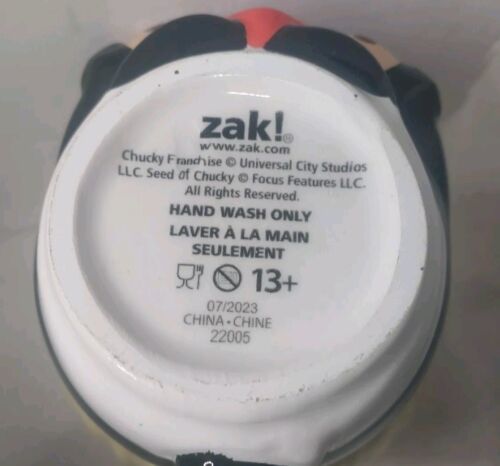 zak!®
www.zak.com
Chucky Franchise © Universal City Studios
LLC. Seed of Chucky © Focus Features LLC.
All Rights Reserved.
HAND WASH ONLY
LAVER À LA MAIN
SEULEMENT
13+
07/2023
CHINA • CHINE
22005